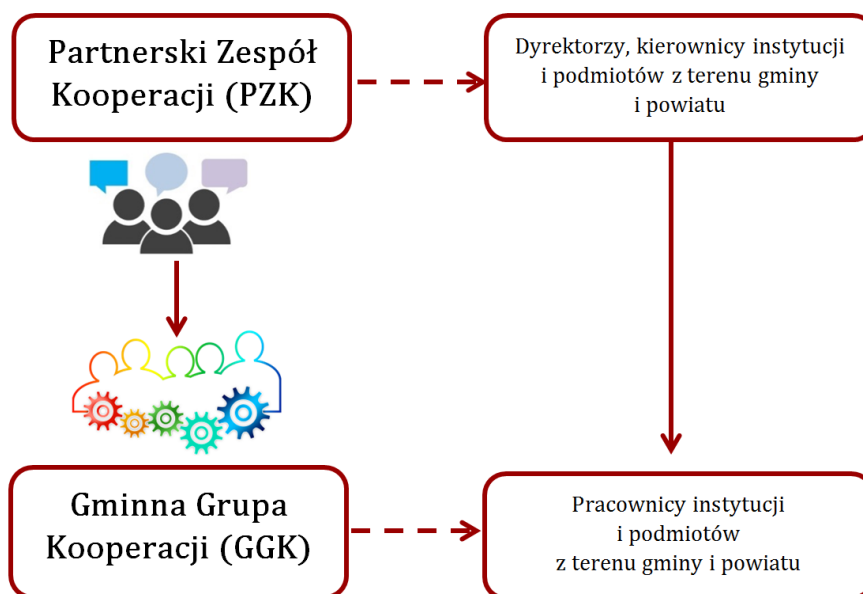 Partnerski Zespół
Kooperacji (PZK)
Dyrektorzy, kierownicy instytucji
i podmiotów z terenu gminy
i powiatu
Gminna Grupa
Kooperacji (GGK)
Pracownicy instytucji
i podmiotów
z terenu gminy i powiatu